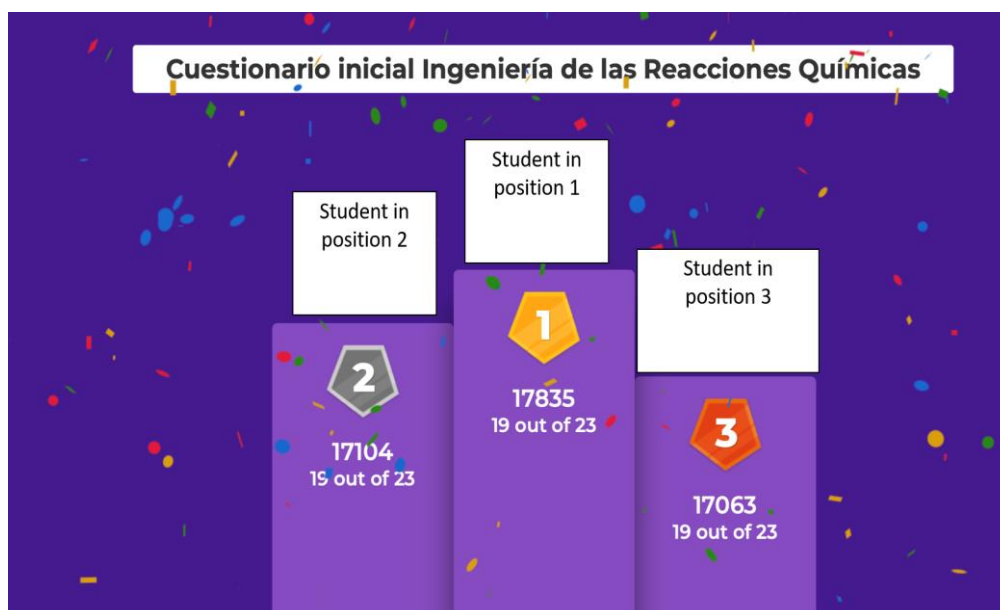 Cuestionario inicial Ingeniería de las Reacciones Químicas
Student in
position 1
Student in
position 2
Student in
position 3
1
17835
19 out of 23
2
17104
19 out of 23
3
17063
19 out of 23